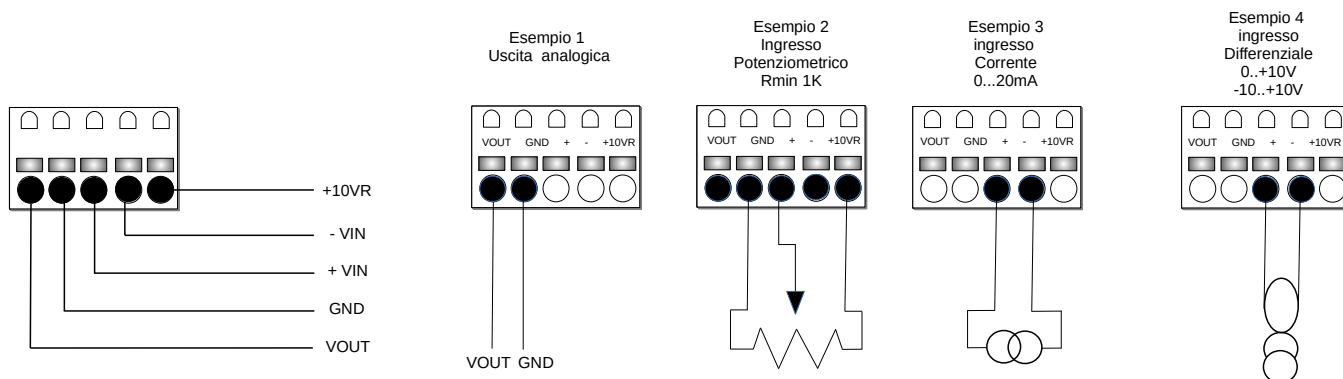 +10VR
- VIN
+ VIN
GND
VOUT
Esempio 1
Uscita analogica
VOUT GND + - +10VR
VOUT GND
Esempio 2
Ingresso
Potenziometrico
Rmin 1K
VOUT GND + - +10VR
Esempio 3
ingresso
Corrente
0...20mA
VOUT GND + - +10VR
Esempio 4
ingresso
Differenziale
0..+10V
-10..+10V
VOUT GND + - +10VR